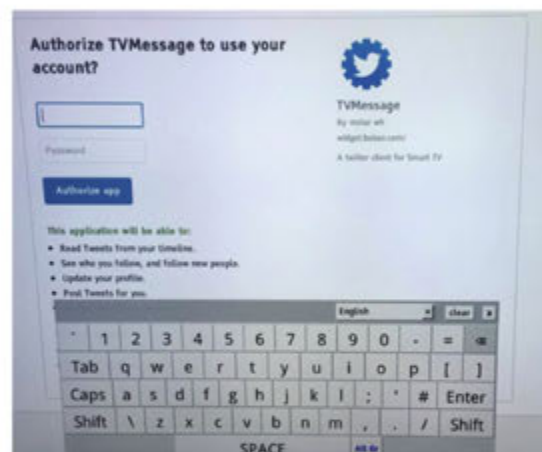 Authorize TVMessage to use your
account?
TVMessage
A twitter client for Smart TV
Password
Authorize app
This application will be able to:
• Read Tweets from your timeline.
• See who you follow, and follow new people.
• Update your profile.
• Post Tweets for you.
English clear x
` 1 2 3 4 5 6 7 8 9 0 - =
Tab q w e r t y u i o p [ ]
Caps a s d f g h j k l ; ' # Enter
Shift \ z x c v b n m , . / Shift
SPACE Alt Gr